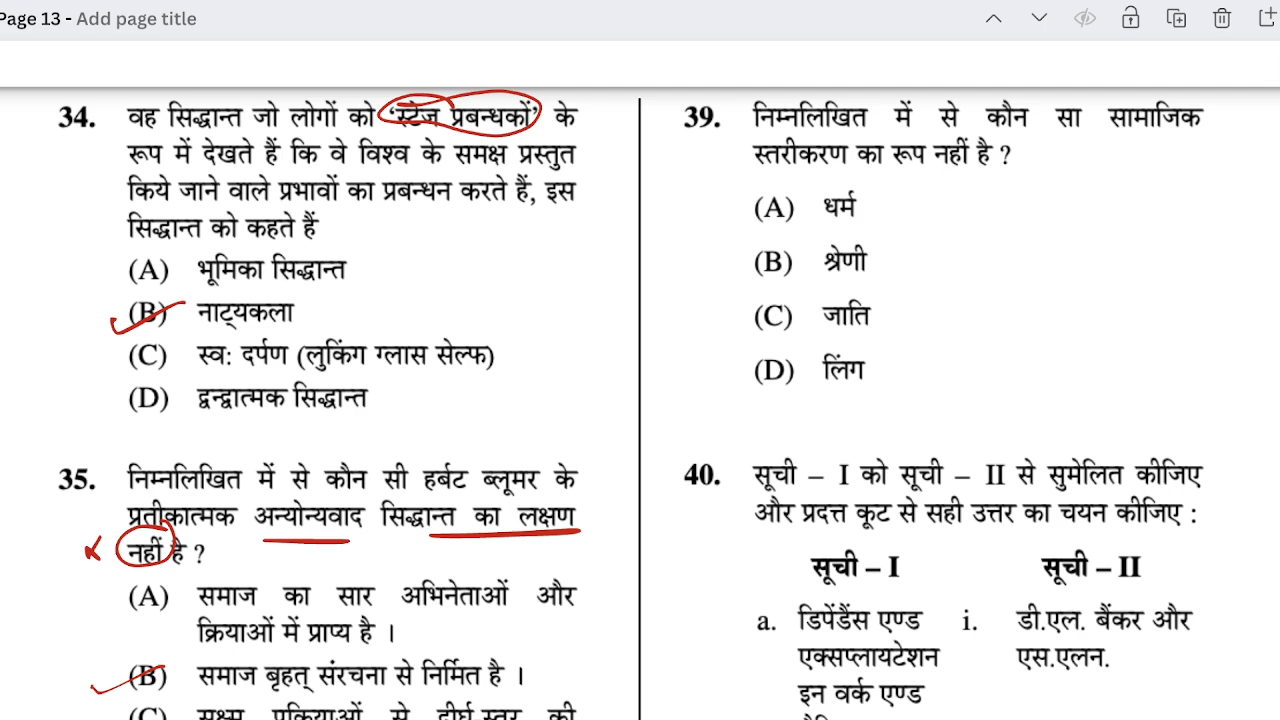 Page 13 - Add page title
34. वह सिद्धान्त जो लोगों को ‘स्टेज प्रबन्धकों’ के
रूप में देखते हैं कि वे विश्व के समक्ष प्रस्तुत
किये जाने वाले प्रभावों का प्रबन्धन करते हैं, इस
सिद्धान्त को कहते हैं
(A) भूमिका सिद्धान्त
(B) नाट्यकला
(C) स्व: दर्पण (लुकिंग ग्लास सेल्फ)
(D) द्वन्द्वात्मक सिद्धान्त
35. निम्नलिखित में से कौन सी हर्बट ब्लूमर के
प्रतीकात्मक अन्योन्यवाद सिद्धान्त का लक्षण
नहीं है ?
(A) समाज का सार अभिनेताओं और
क्रियाओं में प्राप्य है ।
(B) समाज बृहत् संरचना से निर्मित है ।
(C) सूक्ष्म प्रक्रियाओं से दीर्घ-स्तर की
39. निम्नलिखित में से कौन सा सामाजिक
स्तरीकरण का रूप नहीं है ?
(A) धर्म
(B) श्रेणी
(C) जाति
(D) लिंग
40. सूची – I को सूची – II से सुमेलित कीजिए
और प्रदत्त कूट से सही उत्तर का चयन कीजिए :
सूची – I सूची – II
a. डिपेंडैंस एण्ड i. डी.एल. बैंकर और
एक्सप्लायटेशन एस.एलन.
इन वर्क एण्ड